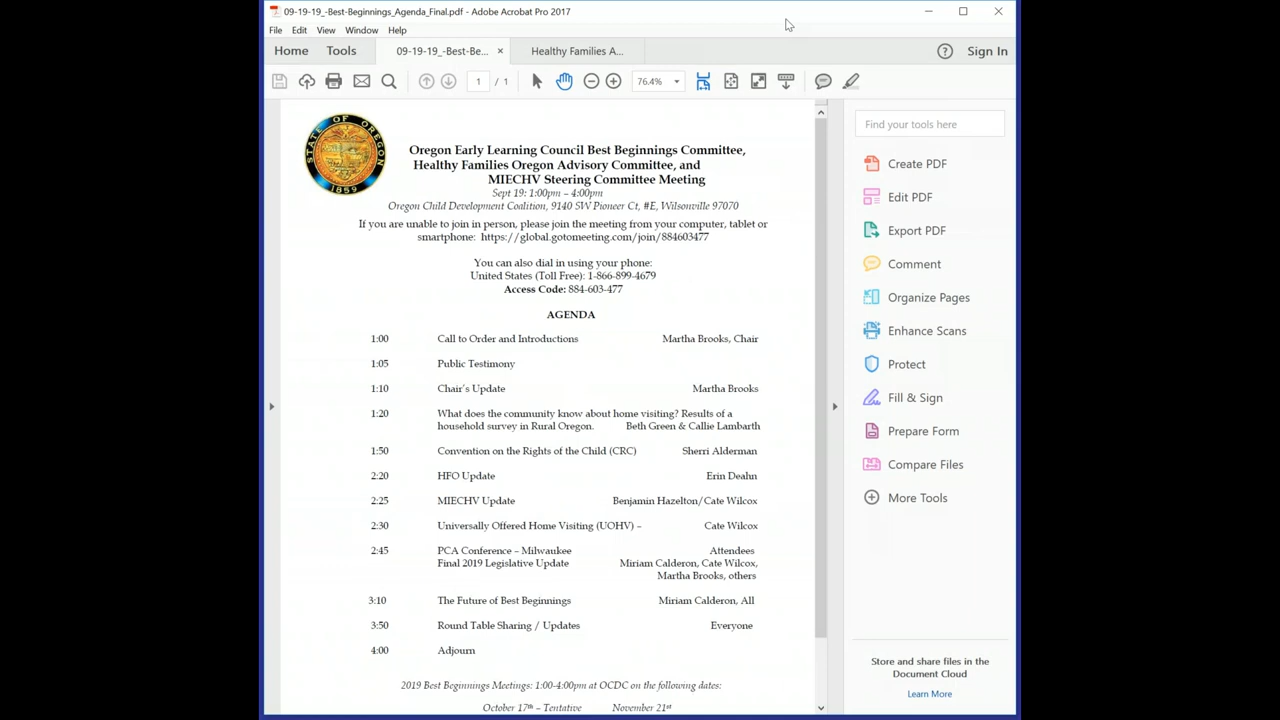 09-19-19_-Best-Beginnings_Agenda_Final.pdf - Adobe Acrobat Pro 2017
File Edit View Window Help
Home Tools 09-19-19_-Best-Be... × Healthy Families A... Sign In
1 / 1 76.4%
STATE OF OREGON
1859
Oregon Early Learning Council Best Beginnings Committee,
Healthy Families Oregon Advisory Committee, and
MIECHV Steering Committee Meeting
Sept 19: 1:00pm – 4:00pm
Oregon Child Development Coalition, 9140 SW Pioneer Ct, #E, Wilsonville 97070
If you are unable to join in person, please join the meeting from your computer, tablet or
smartphone: https://global.gotomeeting.com/join/884603477
You can also dial in using your phone:
United States (Toll Free): 1-866-899-4679
Access Code: 884-603-477
AGENDA
1:00 Call to Order and Introductions Martha Brooks, Chair
1:05 Public Testimony
1:10 Chair's Update Martha Brooks
1:20 What does the community know about home visiting? Results of a
household survey in Rural Oregon. Beth Green & Callie Lambarth
1:50 Convention on the Rights of the Child (CRC) Sherri Alderman
2:20 HFO Update Erin Deahn
2:25 MIECHV Update Benjamin Hazelton/Cate Wilcox
2:30 Universally Offered Home Visiting (UOHV) – Cate Wilcox
2:45 PCA Conference – Milwaukee Attendees
Final 2019 Legislative Update Miriam Calderon, Cate Wilcox,
Martha Brooks, others
3:10 The Future of Best Beginnings Miriam Calderon, All
3:50 Round Table Sharing / Updates Everyone
4:00 Adjourn
2019 Best Beginnings Meetings: 1:00-4:00pm at OCDC on the following dates:
October 17th – Tentative November 21st
Find your tools here
Create PDF
Edit PDF
Export PDF
Comment
Organize Pages
Enhance Scans
Protect
Fill & Sign
Prepare Form
Compare Files
More Tools
Store and share files in the
Document Cloud
Learn More